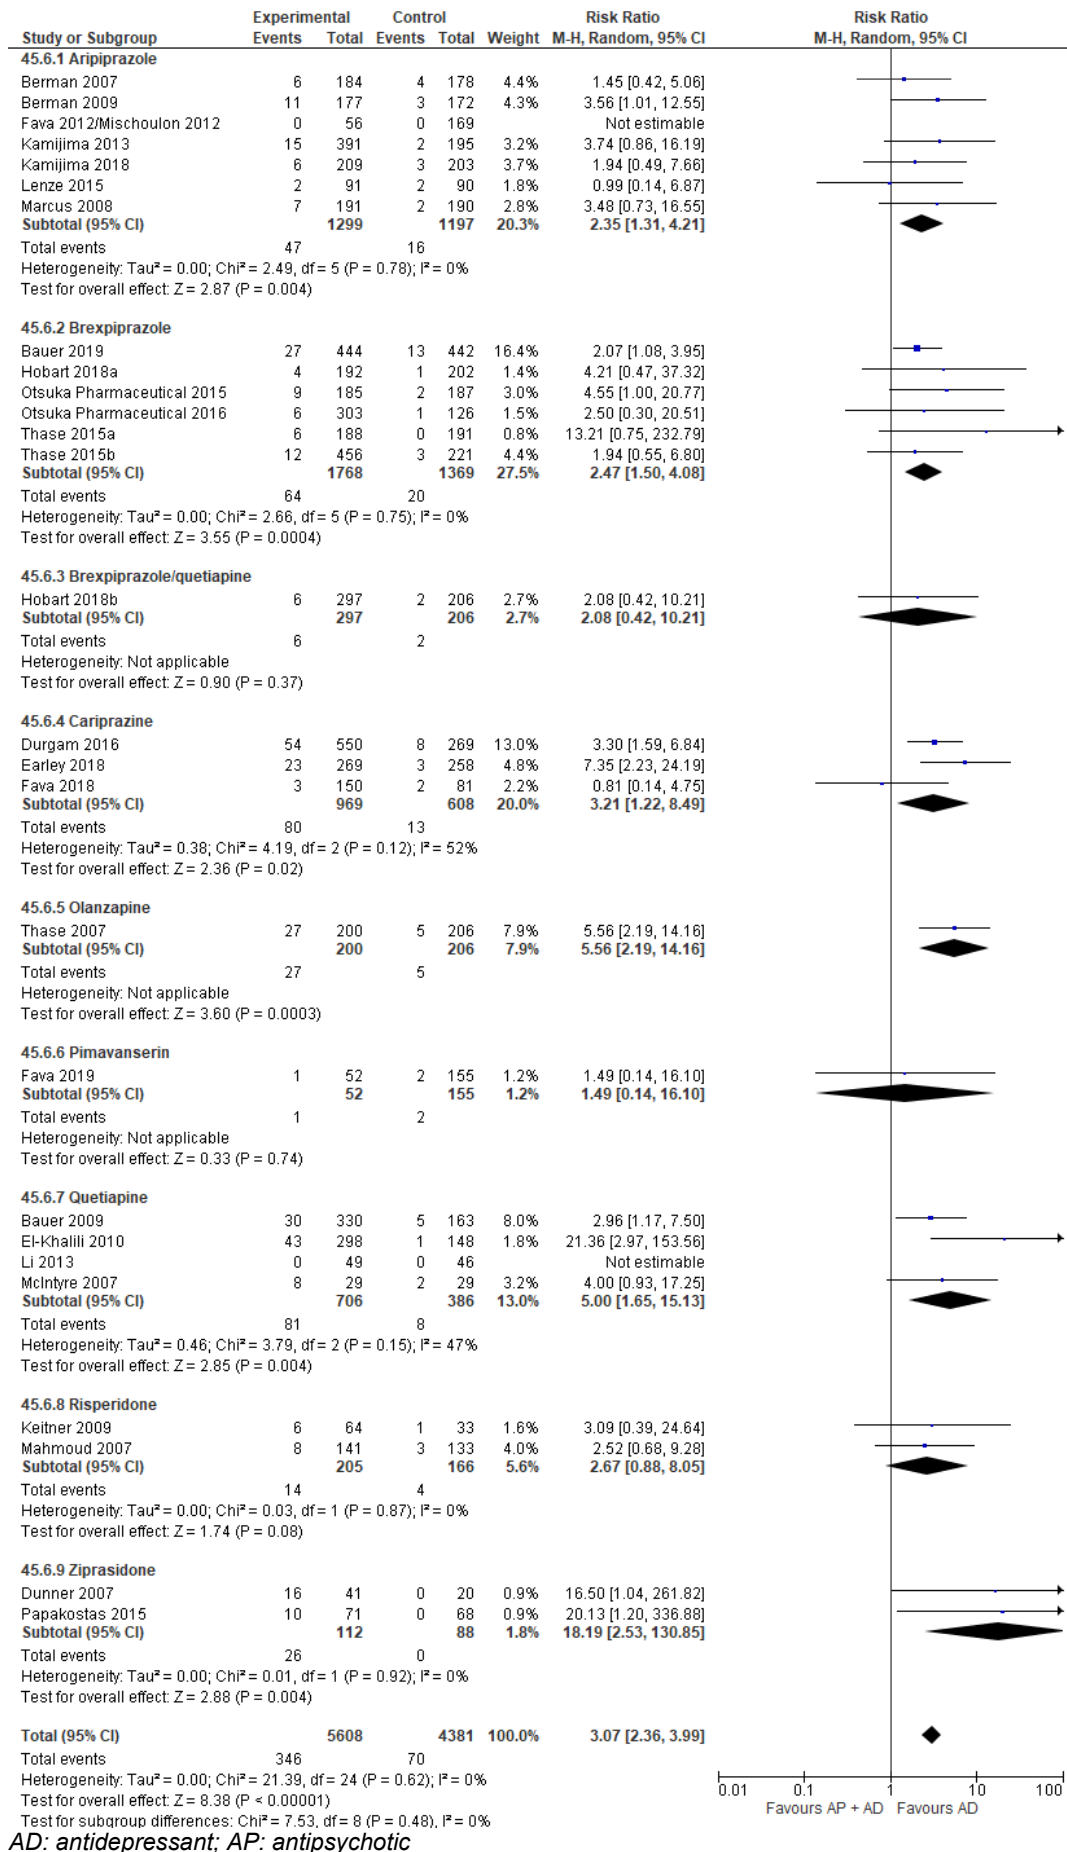 Experimental Control Risk Ratio Risk Ratio
Study or Subgroup Events Total Events Total Weight M-H, Random, 95% CI M-H, Random, 95% CI
45.6.1 Aripiprazole
Berman 2007 6 184 4 178 4.4% 1.45 [0.42, 5.06]
Berman 2009 11 177 3 172 4.3% 3.56 [1.01, 12.55]
Fava 2012/Mischoulon 2012 0 56 0 169 Not estimable
Kamijima 2013 15 391 2 195 3.2% 3.74 [0.86, 16.19]
Kamijima 2018 6 209 3 203 3.7% 1.94 [0.49, 7.66]
Lenze 2015 2 91 2 90 1.8% 0.99 [0.14, 6.87]
Marcus 2008 7 191 2 190 2.8% 3.48 [0.73, 16.55]
Subtotal (95% CI) 1299 1197 20.3% 2.35 [1.31, 4.21]
Total events 47 16
Heterogeneity: Tau² = 0.00; Chi² = 2.49, df = 5 (P = 0.78); I² = 0%
Test for overall effect: Z = 2.87 (P = 0.004)
45.6.2 Brexpiprazole
Bauer 2019 27 444 13 442 16.4% 2.07 [1.08, 3.95]
Hobart 2018a 4 192 1 202 1.4% 4.21 [0.47, 37.32]
Otsuka Pharmaceutical 2015 9 185 2 187 3.0% 4.55 [1.00, 20.77]
Otsuka Pharmaceutical 2016 6 303 1 126 1.5% 2.50 [0.30, 20.51]
Thase 2015a 6 188 0 191 0.8% 13.21 [0.75, 232.79]
Thase 2015b 12 456 3 221 4.4% 1.94 [0.55, 6.80]
Subtotal (95% CI) 1768 1369 27.5% 2.47 [1.50, 4.08]
Total events 64 20
Heterogeneity: Tau² = 0.00; Chi² = 2.66, df = 5 (P = 0.75); I² = 0%
Test for overall effect: Z = 3.55 (P = 0.0004)
45.6.3 Brexpiprazole/quetiapine
Hobart 2018b 6 297 2 206 2.7% 2.08 [0.42, 10.21]
Subtotal (95% CI) 297 206 2.7% 2.08 [0.42, 10.21]
Total events 6 2
Heterogeneity: Not applicable
Test for overall effect: Z = 0.90 (P = 0.37)
45.6.4 Cariprazine
Durgam 2016 54 550 8 269 13.0% 3.30 [1.59, 6.84]
Earley 2018 23 269 3 258 4.8% 7.35 [2.23, 24.19]
Fava 2018 3 150 2 81 2.2% 0.81 [0.14, 4.75]
Subtotal (95% CI) 969 608 20.0% 3.21 [1.22, 8.49]
Total events 80 13
Heterogeneity: Tau² = 0.38; Chi² = 4.19, df = 2 (P = 0.12); I² = 52%
Test for overall effect: Z = 2.36 (P = 0.02)
45.6.5 Olanzapine
Thase 2007 27 200 5 206 7.9% 5.56 [2.19, 14.16]
Subtotal (95% CI) 200 206 7.9% 5.56 [2.19, 14.16]
Total events 27 5
Heterogeneity: Not applicable
Test for overall effect: Z = 3.60 (P = 0.0003)
45.6.6 Pimavanserin
Fava 2019 1 52 2 155 1.2% 1.49 [0.14, 16.10]
Subtotal (95% CI) 52 155 1.2% 1.49 [0.14, 16.10]
Total events 1 2
Heterogeneity: Not applicable
Test for overall effect: Z = 0.33 (P = 0.74)
45.6.7 Quetiapine
Bauer 2009 30 330 5 163 8.0% 2.96 [1.17, 7.50]
El-Khalili 2010 43 298 1 148 1.8% 21.36 [2.97, 153.56]
Li 2013 0 49 0 46 Not estimable
McIntyre 2007 8 29 2 29 3.2% 4.00 [0.93, 17.25]
Subtotal (95% CI) 706 386 13.0% 5.00 [1.65, 15.13]
Total events 81 8
Heterogeneity: Tau² = 0.46; Chi² = 3.79, df = 2 (P = 0.15); I² = 47%
Test for overall effect: Z = 2.85 (P = 0.004)
45.6.8 Risperidone
Keitner 2009 6 64 1 33 1.6% 3.09 [0.39, 24.64]
Mahmoud 2007 8 141 3 133 4.0% 2.52 [0.68, 9.28]
Subtotal (95% CI) 205 166 5.6% 2.67 [0.88, 8.05]
Total events 14 4
Heterogeneity: Tau² = 0.00; Chi² = 0.03, df = 1 (P = 0.87); I² = 0%
Test for overall effect: Z = 1.74 (P = 0.08)
45.6.9 Ziprasidone
Dunner 2007 16 41 0 20 0.9% 16.50 [1.04, 261.82]
Papakostas 2015 10 71 0 68 0.9% 20.13 [1.20, 336.88]
Subtotal (95% CI) 112 88 1.8% 18.19 [2.53, 130.85]
Total events 26 0
Heterogeneity: Tau² = 0.00; Chi² = 0.01, df = 1 (P = 0.92); I² = 0%
Test for overall effect: Z = 2.88 (P = 0.004)
Total (95% CI) 5608 4381 100.0% 3.07 [2.36, 3.99]
Total events 346 70
Heterogeneity: Tau² = 0.00; Chi² = 21.39, df = 24 (P = 0.62); I² = 0%
Test for overall effect: Z = 8.38 (P < 0.00001)
Test for subgroup differences: Chi² = 7.53, df = 8 (P = 0.48), I² = 0%
0.01 0.1 1 10 100
Favours AP + AD Favours AD
AD: antidepressant; AP: antipsychotic